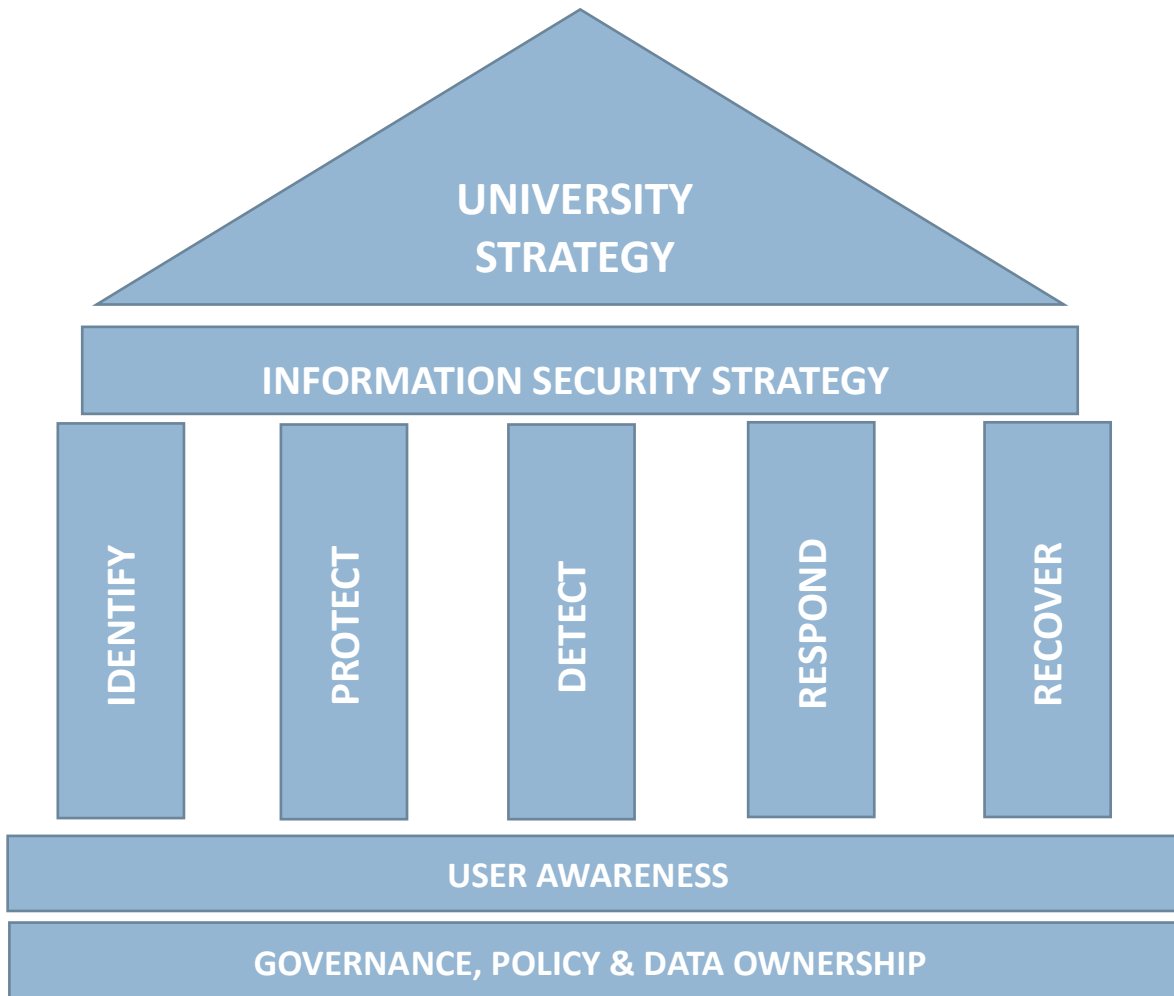 UNIVERSITY
STRATEGY
INFORMATION SECURITY STRATEGY
IDENTIFY
PROTECT
DETECT
RESPOND
RECOVER
USER AWARENESS
GOVERNANCE, POLICY & DATA OWNERSHIP